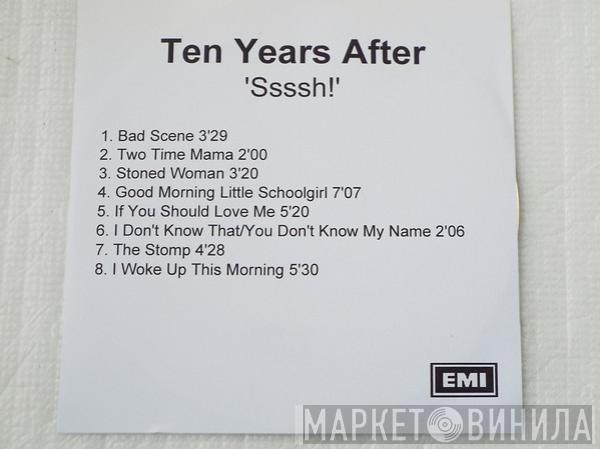 Ten Years After
'Ssssh!'
1. Bad Scene 3'29
2. Two Time Mama 2'00
3. Stoned Woman 3'20
4. Good Morning Little Schoolgirl 7'07
5. If You Should Love Me 5'20
6. I Don't Know That/You Don't Know My Name 2'06
7. The Stomp 4'28
8. I Woke Up This Morning 5'30
EMI
МАРКЕТ ВИНИЛА